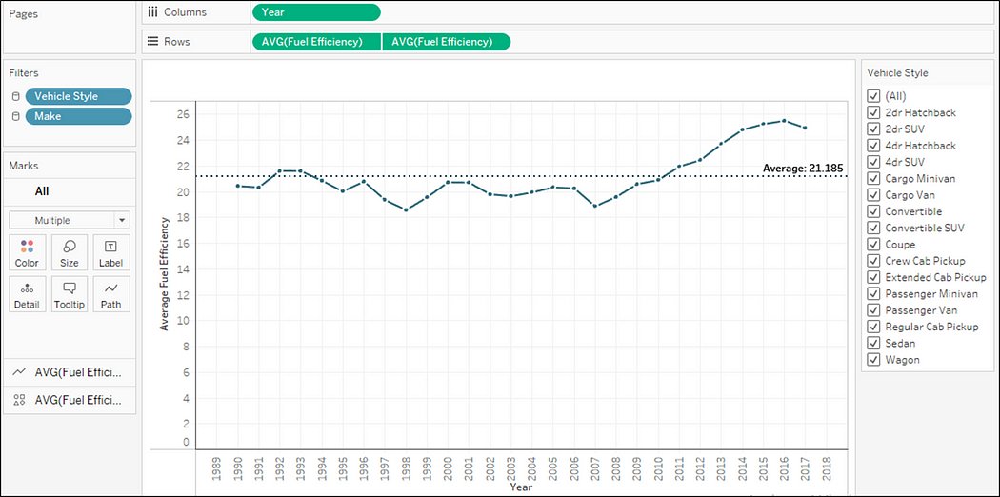 Pages
Columns
Year
Rows
AVG(Fuel Efficiency)
AVG(Fuel Efficiency)
Filters
Vehicle Style
Make
Marks
All
Multiple
Color
Size
Label
Detail
Tooltip
Path
AVG(Fuel Effici...
AVG(Fuel Effici...
Average Fuel Efficiency
26
24
22
20
18
16
14
12
10
8
6
4
2
0
Average: 21.185
1989
1990
1991
1992
1993
1994
1995
1996
1997
1998
1999
2000
2001
2002
2003
2004
2005
2006
2007
2008
2009
2010
2011
2012
2013
2014
2015
2016
2017
2018
Year
Vehicle Style
(All)
2dr Hatchback
2dr SUV
4dr Hatchback
4dr SUV
Cargo Minivan
Cargo Van
Convertible
Convertible SUV
Coupe
Crew Cab Pickup
Extended Cab Pickup
Passenger Minivan
Passenger Van
Regular Cab Pickup
Sedan
Wagon